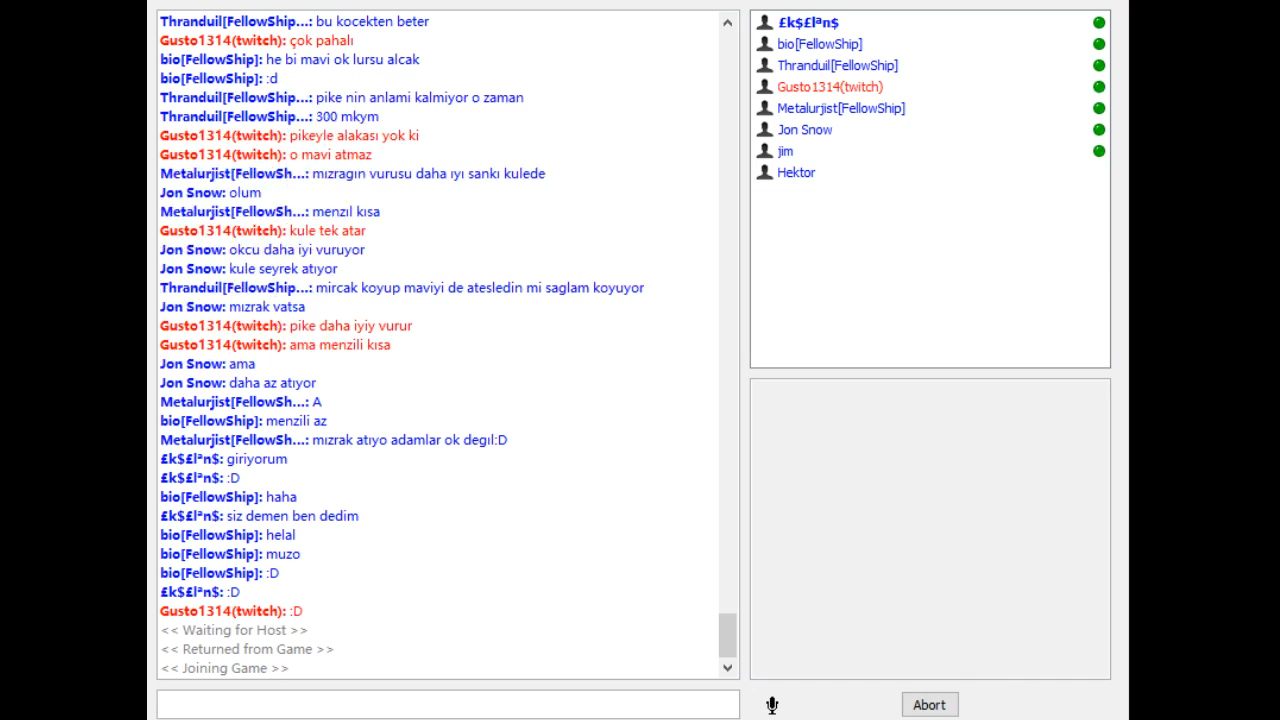 Thranduil[FellowShip...: bu kocekten beter
Gusto1314(twitch): çok pahalı
bio[FellowShip]: he bi mavi ok lursu alcak
bio[FellowShip]: :d
Thranduil[FellowShip...: pike nin anlami kalmiyor o zaman
Thranduil[FellowShip...: 300 mkym
Gusto1314(twitch): pikeyle alakası yok ki
Gusto1314(twitch): o mavi atmaz
Metalurjist[FellowSh...: mızragın vurusu daha ıyı sankı kulede
Jon Snow: olum
Metalurjist[FellowSh...: menzıl kısa
Gusto1314(twitch): kule tek atar
Jon Snow: okcu daha iyi vuruyor
Jon Snow: kule seyrek atıyor
Thranduil[FellowShip...: mircak koyup maviyi de atesledin mi saglam koyuyor
Jon Snow: mızrak vatsa
Gusto1314(twitch): pike daha iyiy vurur
Gusto1314(twitch): ama menzili kısa
Jon Snow: ama
Jon Snow: daha az atıyor
Metalurjist[FellowSh...: A
bio[FellowShip]: menzili az
Metalurjist[FellowSh...: mızrak atıyo adamlar ok degıl:D
£k$£lªn$: giriyorum
£k$£lªn$: :D
bio[FellowShip]: haha
£k$£lªn$: siz demen ben dedim
bio[FellowShip]: helal
bio[FellowShip]: muzo
bio[FellowShip]: :D
£k$£lªn$: :D
Gusto1314(twitch): :D
<< Waiting for Host >>
<< Returned from Game >>
<< Joining Game >>
£k$£lªn$
bio[FellowShip]
Thranduil[FellowShip]
Gusto1314(twitch)
Metalurjist[FellowShip]
Jon Snow
jim
Hektor
Abort